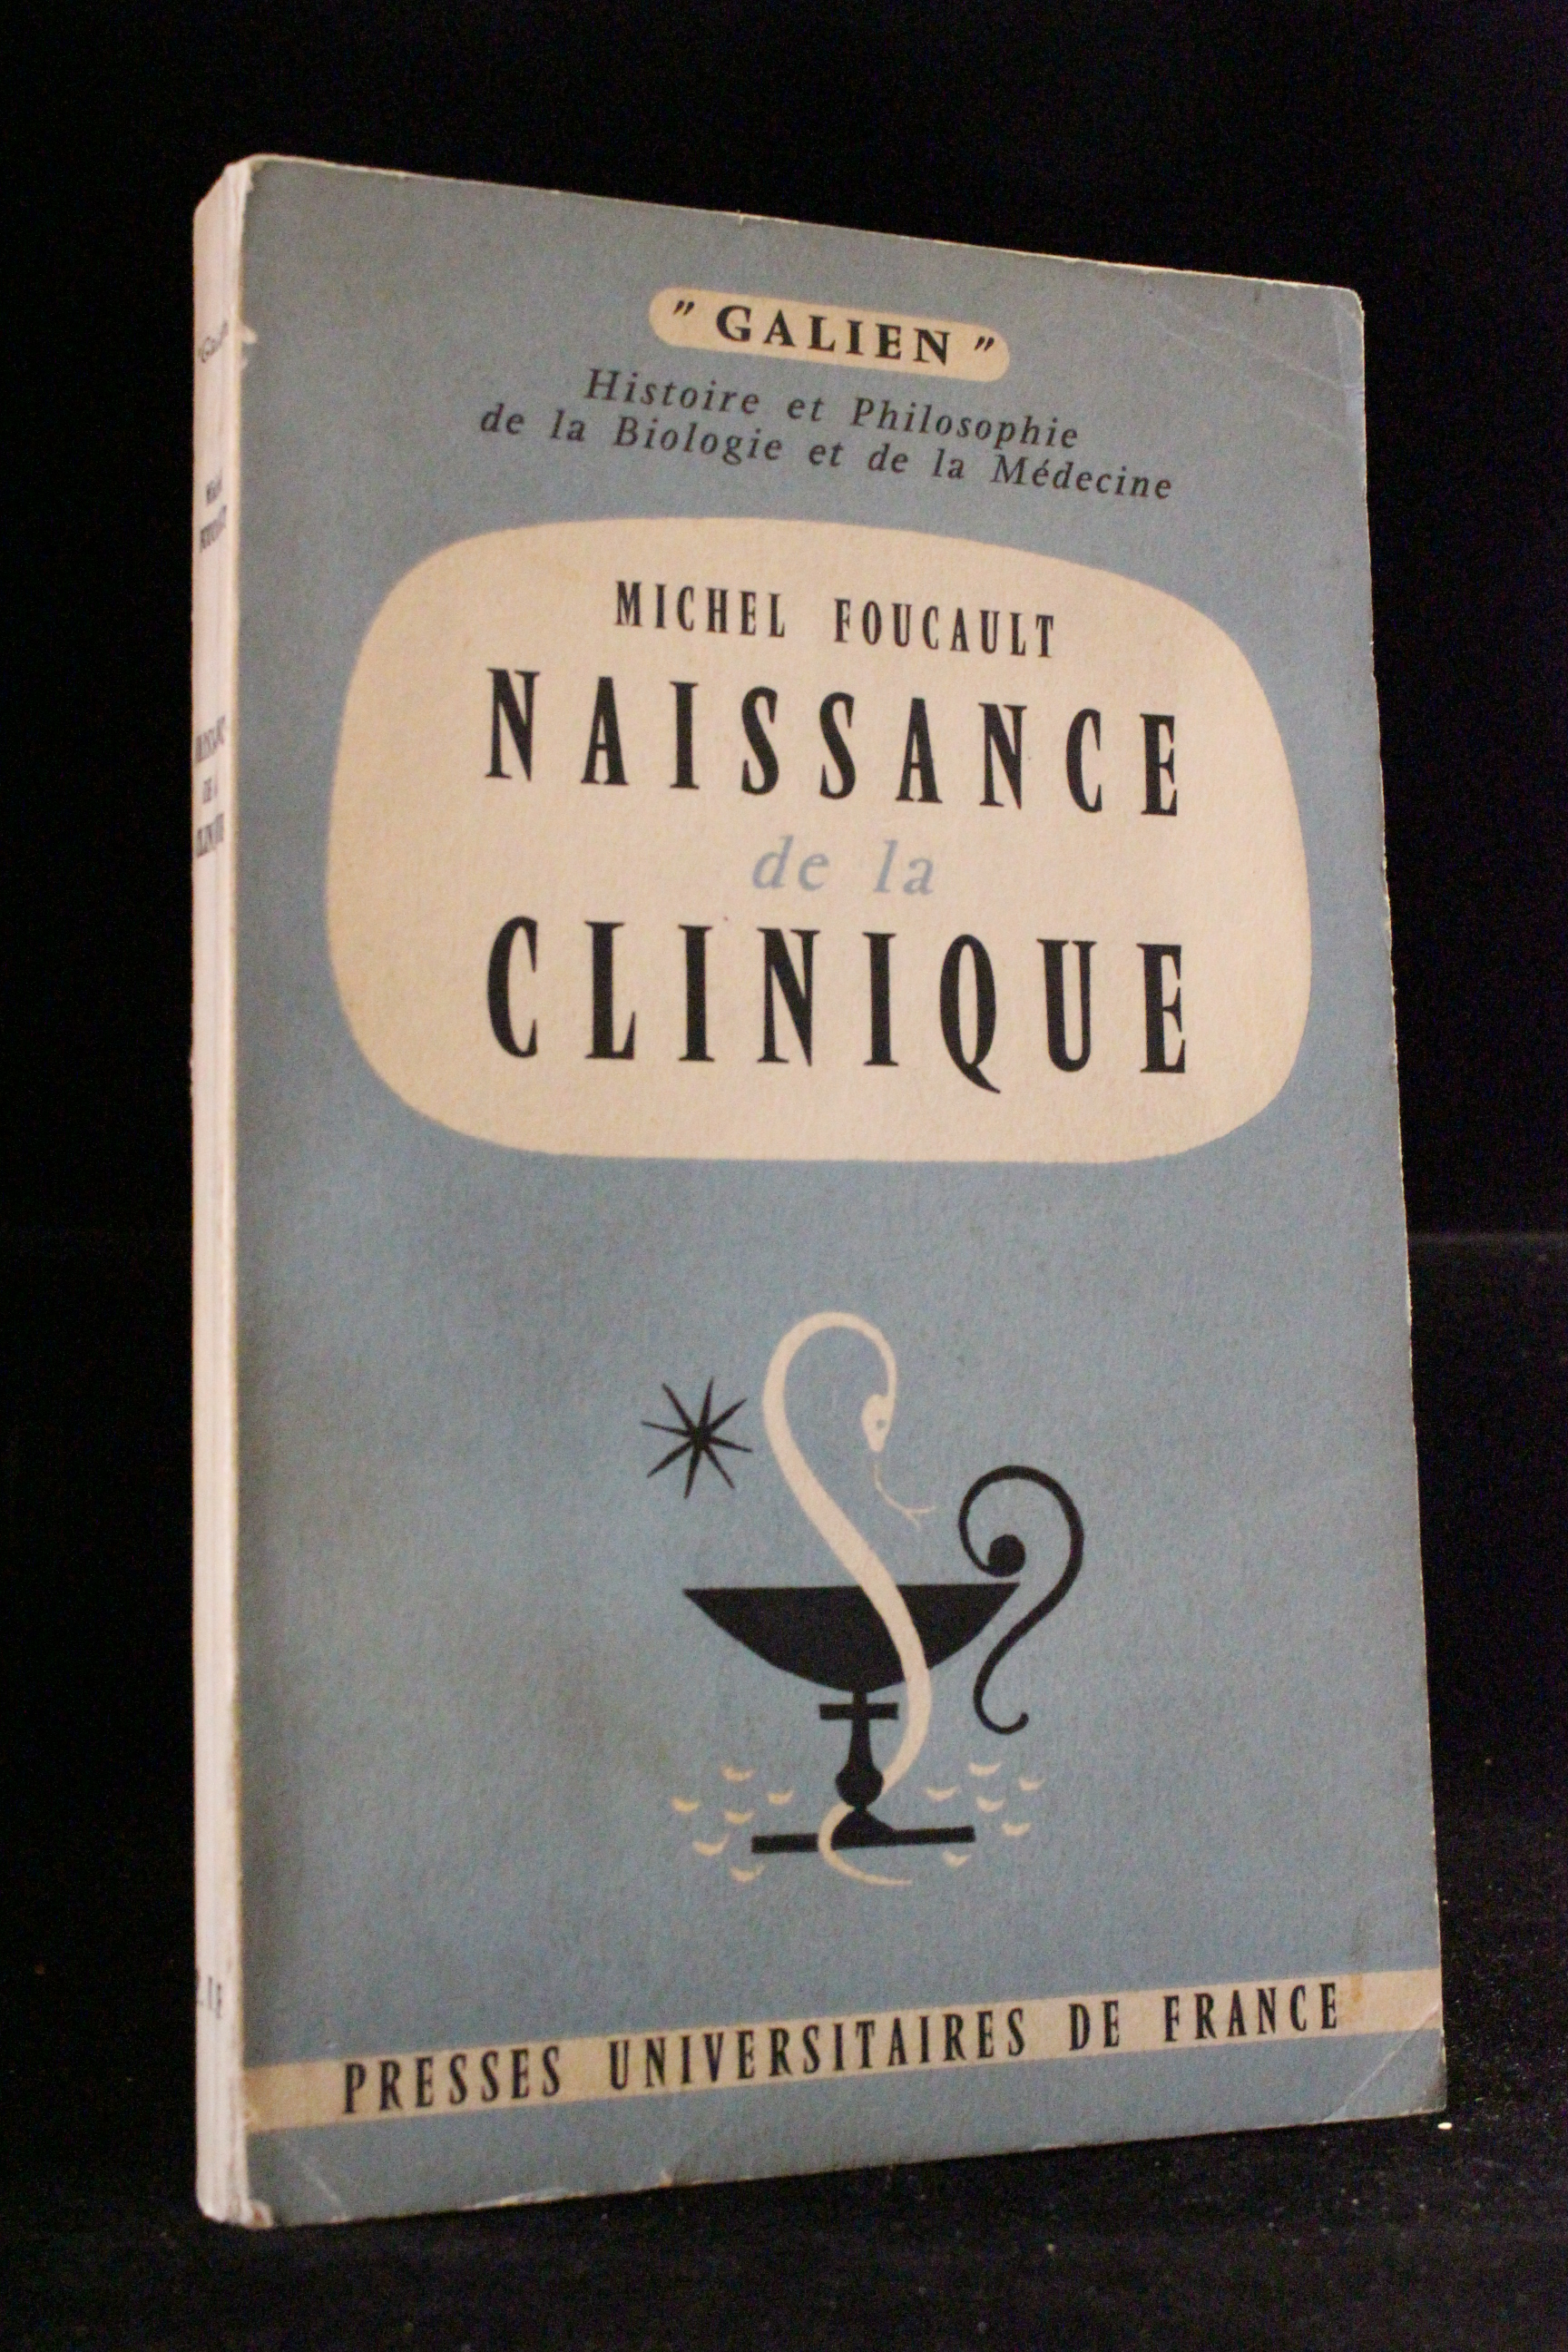 " GALIEN "
Histoire et Philosophie
de la Biologie et de la Médecine
MICHEL FOUCAULT
NAISSANCE
de la
CLINIQUE
PRESSES UNIVERSITAIRES DE FRANCE